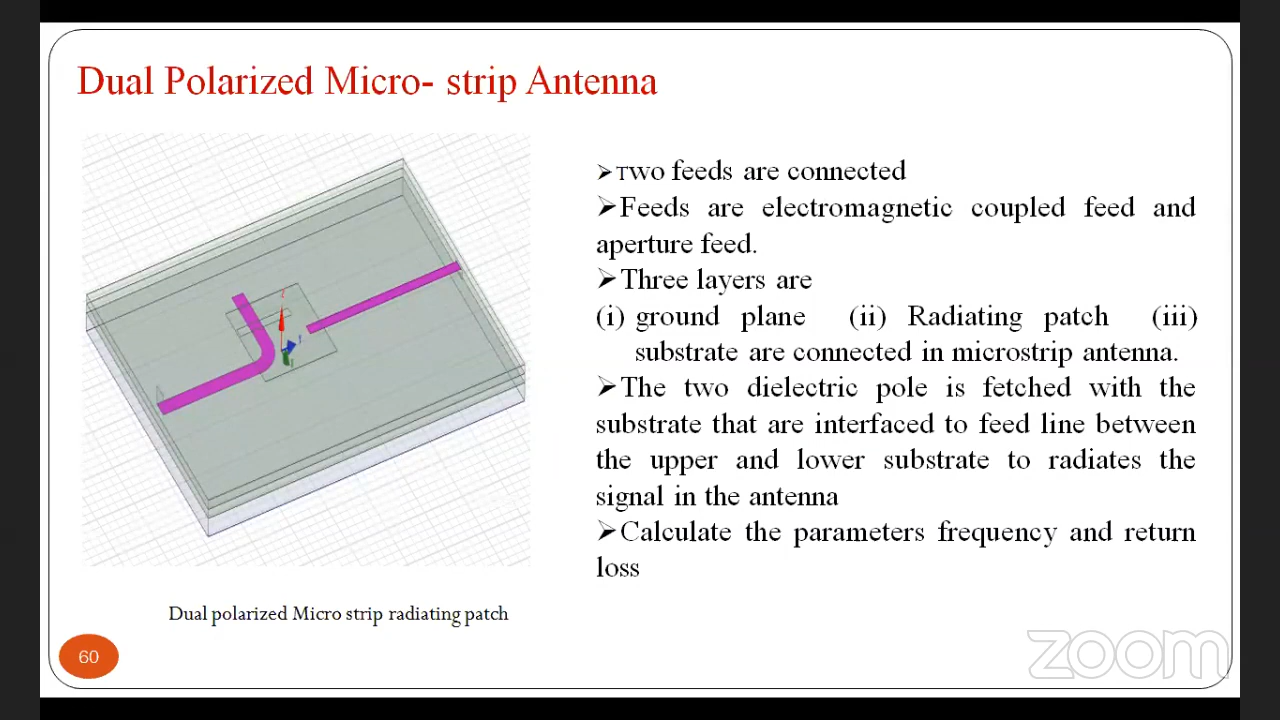 Dual Polarized Micro- strip Antenna
➢Two feeds are connected
➢Feeds are electromagnetic coupled feed and
aperture feed.
➢Three layers are
(i) ground plane (ii) Radiating patch (iii)
substrate are connected in microstrip antenna.
➢The two dielectric pole is fetched with the
substrate that are interfaced to feed line between
the upper and lower substrate to radiates the
signal in the antenna
➢Calculate the parameters frequency and return
loss
Dual polarized Micro strip radiating patch
60
zoom